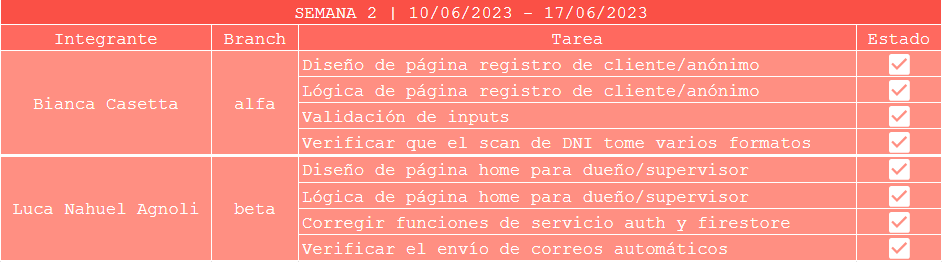 SEMANA 2 | 10/06/2023 - 17/06/2023
Integrante Branch Tarea Estado
Bianca Casetta alfa
Diseño de página registro de cliente/anónimo
Lógica de página registro de cliente/anónimo
Validación de inputs
Verificar que el scan de DNI tome varios formatos
Luca Nahuel Agnoli beta
Diseño de página home para dueño/supervisor
Lógica de página home para dueño/supervisor
Corregir funciones de servicio auth y firestore
Verificar el envío de correos automáticos